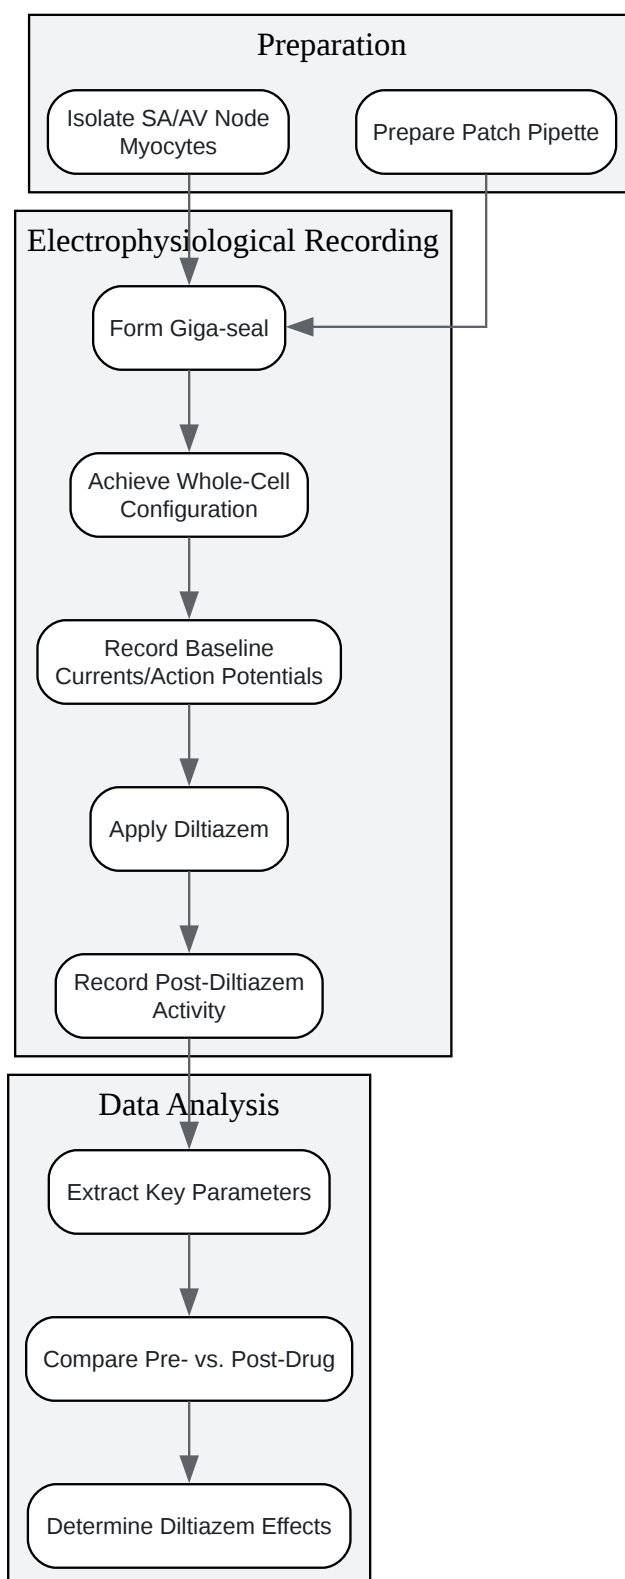 Preparation
Isolate SA/AV Node
Myocytes
Prepare Patch Pipette
Electrophysiological Recording
Form Giga-seal
Achieve Whole-Cell
Configuration
Record Baseline
Currents/Action Potentials
Apply Diltiazem
Record Post-Diltiazem
Activity
Data Analysis
Extract Key Parameters
Compare Pre- vs. Post-Drug
Determine Diltiazem Effects